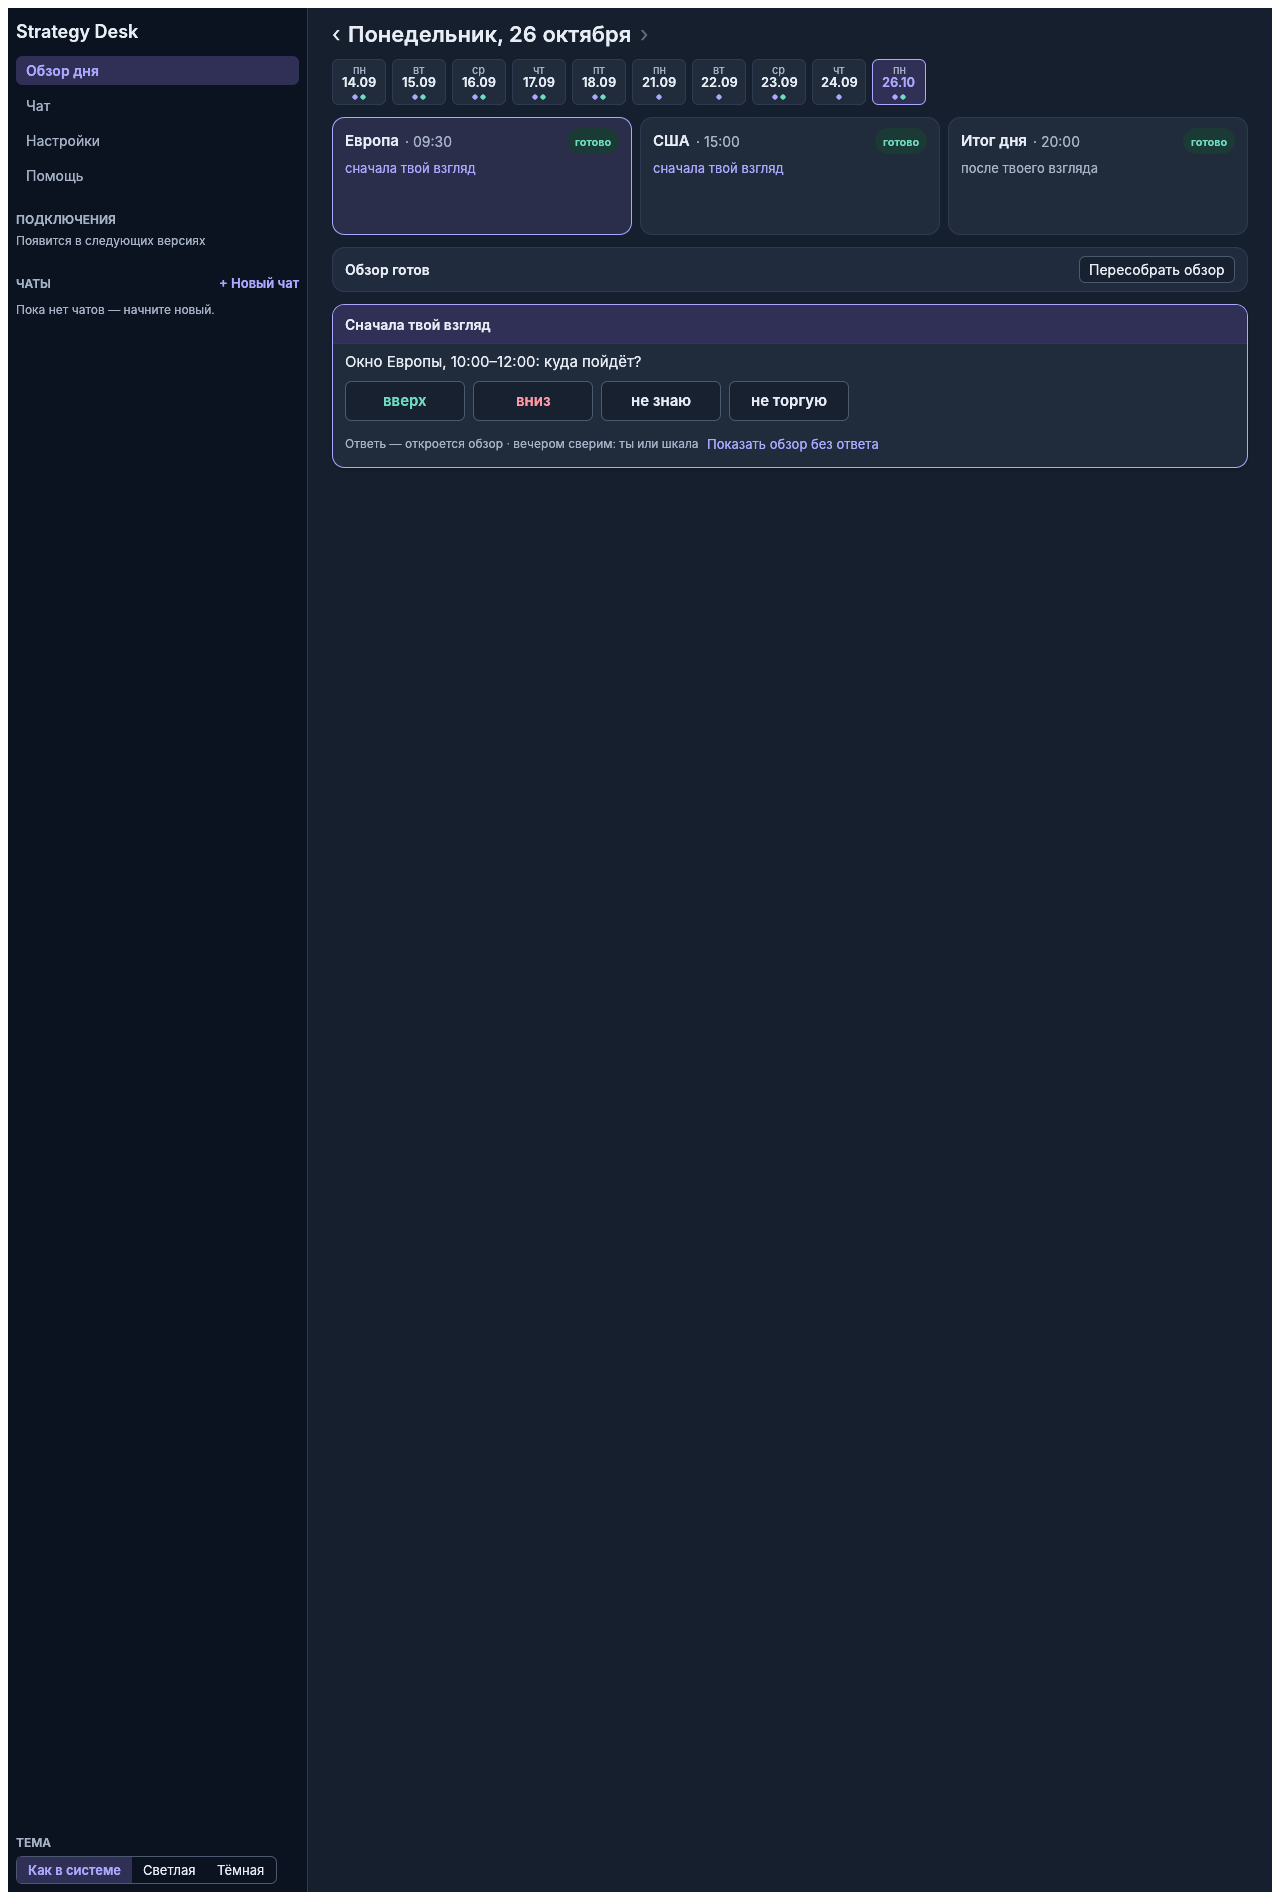 Strategy Desk
Обзор дня
Чат
Настройки
Помощь
ПОДКЛЮЧЕНИЯ
Появится в следующих версиях
ЧАТЫ + Новый чат
Пока нет чатов — начните новый.
ТЕМА
Как в системе Светлая Тёмная
‹ Понедельник, 26 октября ›
пн вт ср чт пт пн вт ср чт пн
14.09 15.09 16.09 17.09 18.09 21.09 22.09 23.09 24.09 26.10
Европа · 09:30 готово
сначала твой взгляд
США · 15:00 готово
сначала твой взгляд
Итог дня · 20:00 готово
после твоего взгляда
Обзор готов Пересобрать обзор
Сначала твой взгляд
Окно Европы, 10:00–12:00: куда пойдёт?
вверх вниз не знаю не торгую
Ответь — откроется обзор · вечером сверим: ты или шкала Показать обзор без ответа